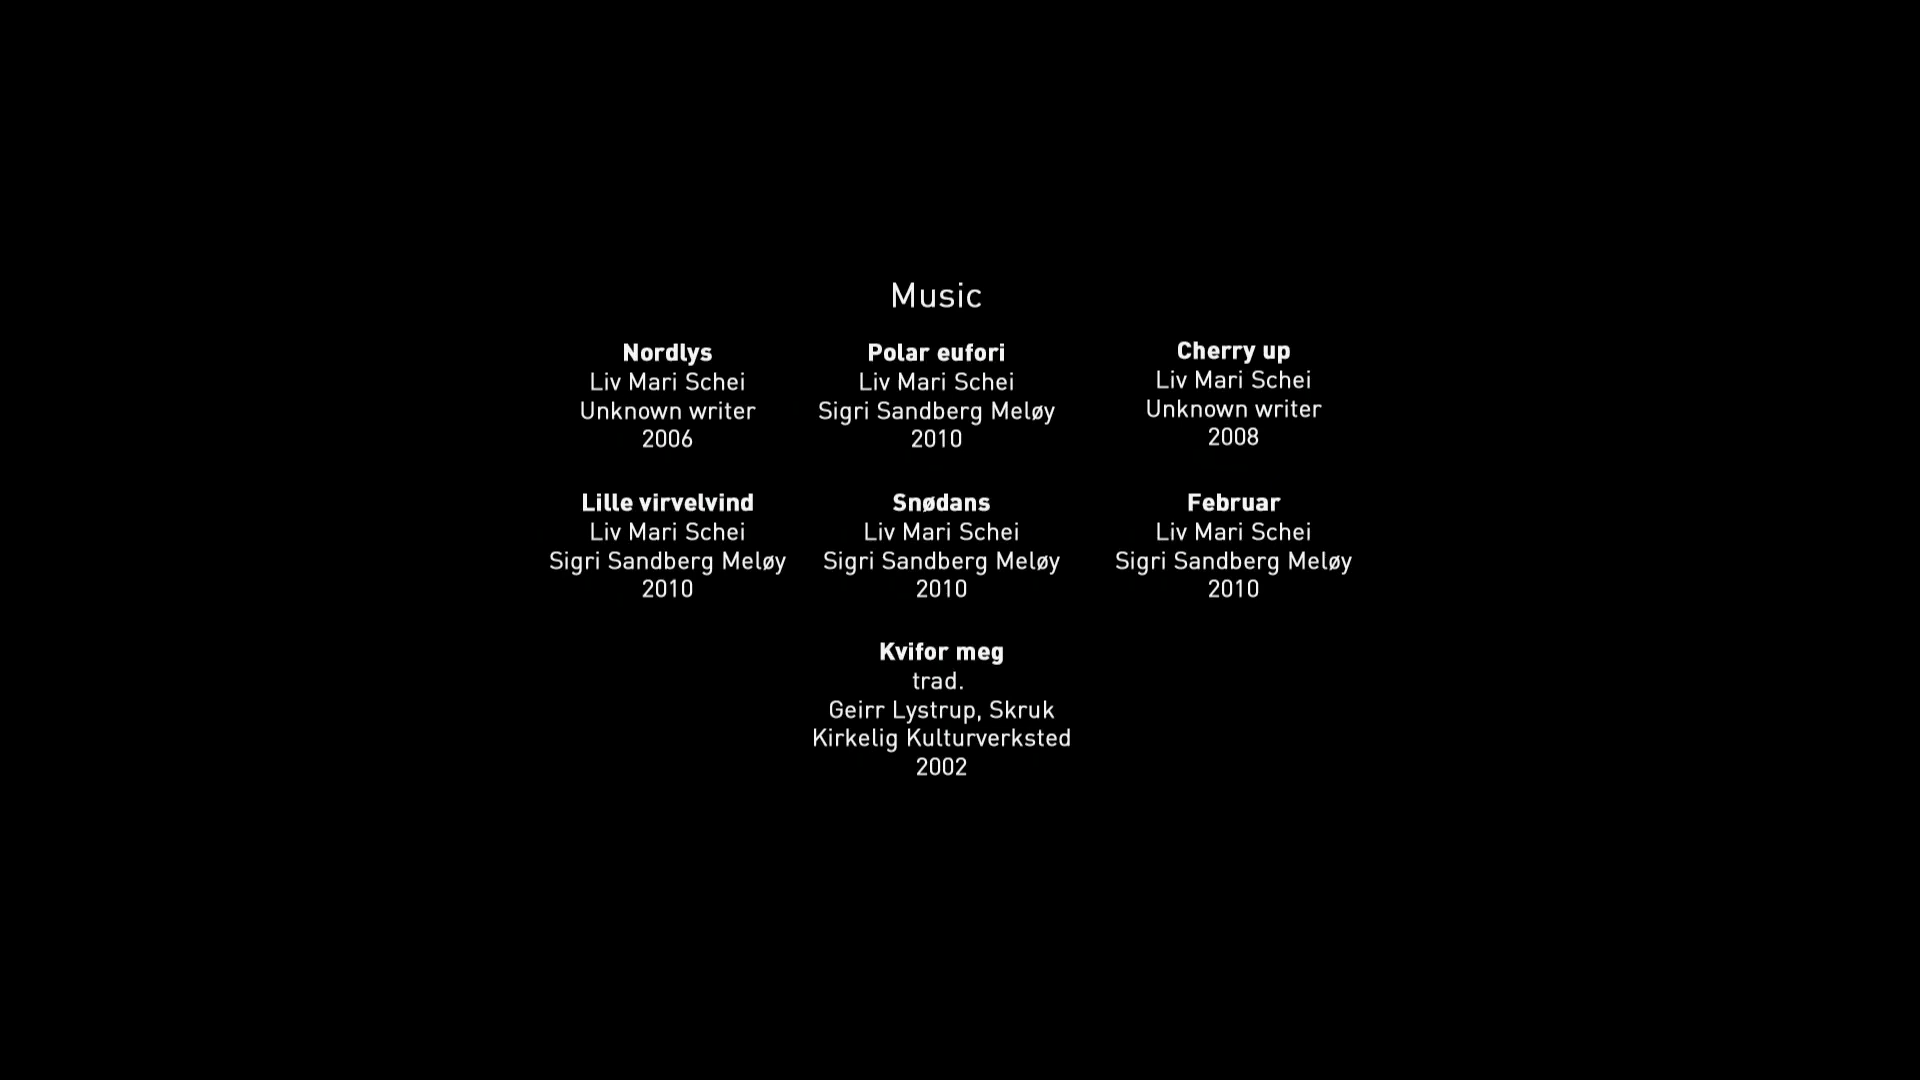 Music
Nordlys
Liv Mari Schei
Unknown writer
2006
Polar eufori
Liv Mari Schei
Sigri Sandberg Meløy
2010
Cherry up
Liv Mari Schei
Unknown writer
2008
Lille virvelvind
Liv Mari Schei
Sigri Sandberg Meløy
2010
Snødans
Liv Mari Schei
Sigri Sandberg Meløy
2010
Februar
Liv Mari Schei
Sigri Sandberg Meløy
2010
Kvifor meg
trad.
Geirr Lystrup, Skruk
Kirkelig Kulturverksted
2002